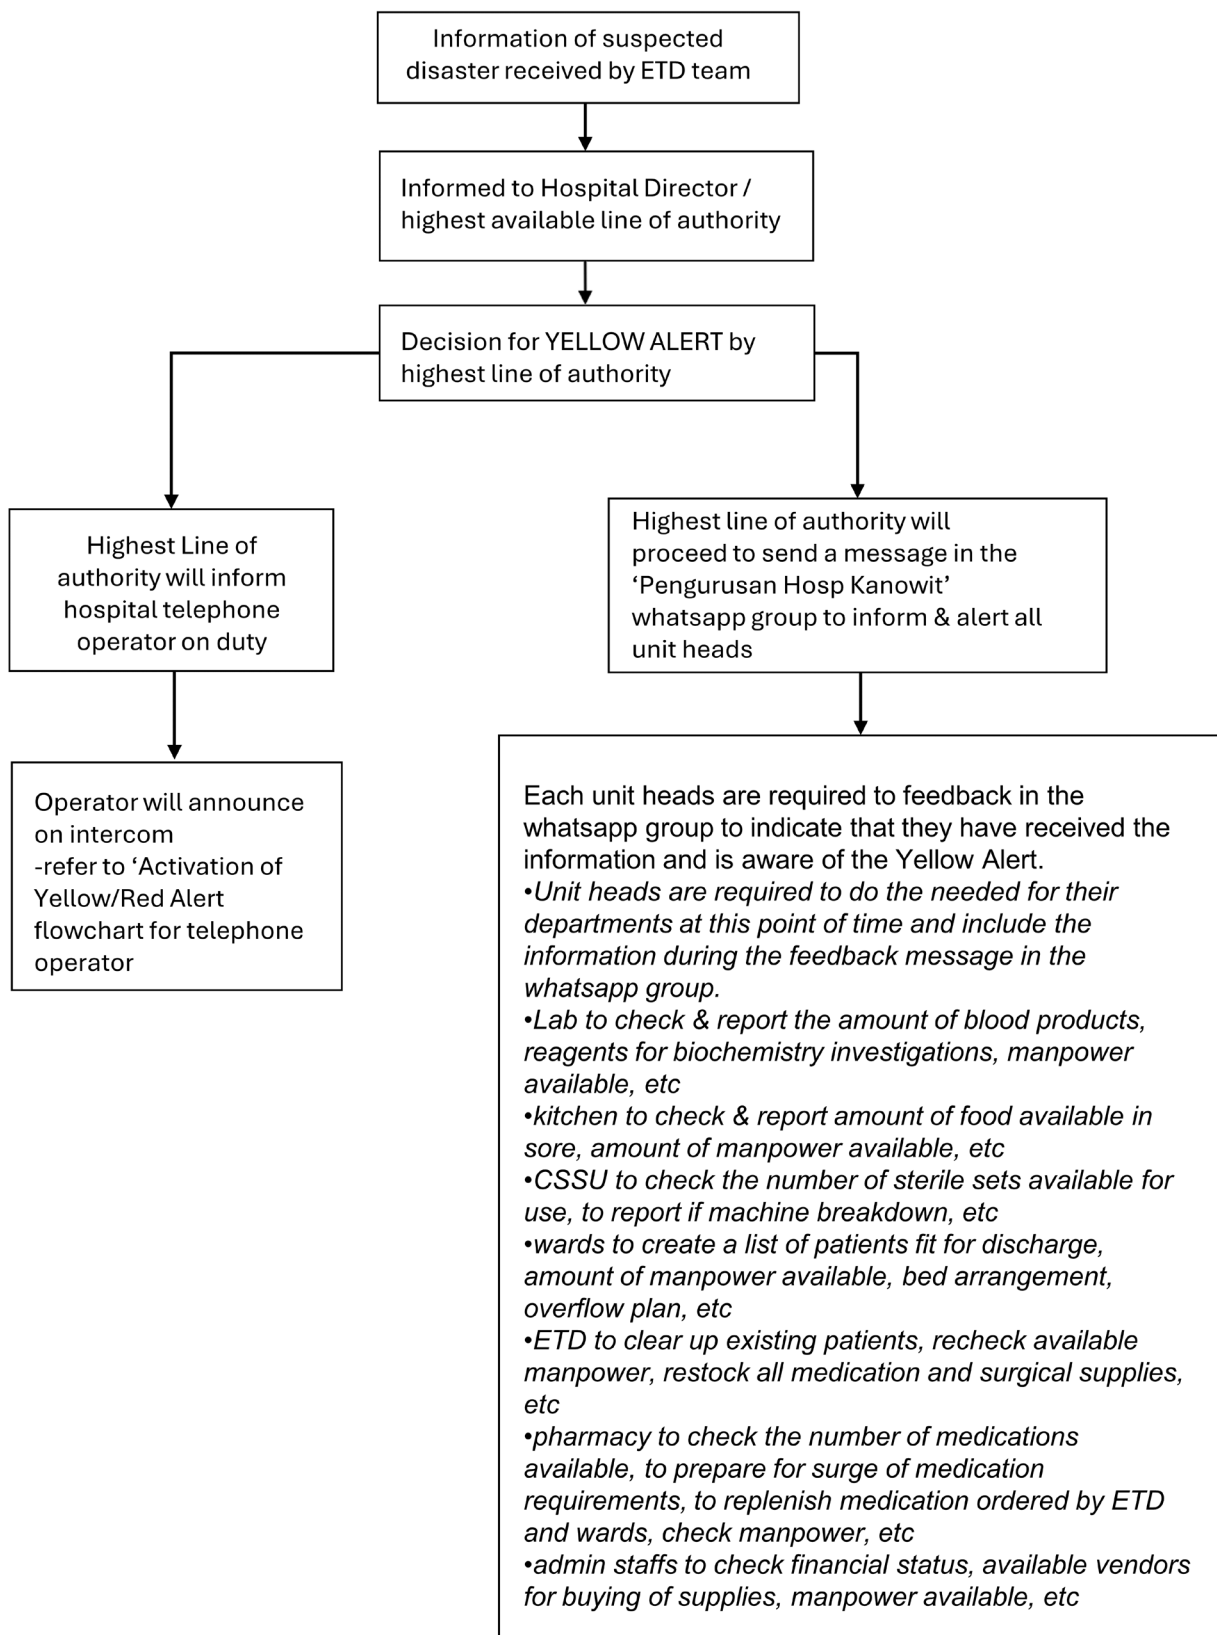 Information of suspected
disaster received by ETD team
Informed to Hospital Director /
highest available line of authority
Decision for YELLOW ALERT by
highest line of authority
Highest Line of
authority will inform
hospital telephone
operator on duty
Operator will announce
on intercom
-refer to ‘Activation of
Yellow/Red Alert
flowchart for telephone
operator
Highest line of authority will
proceed to send a message in the
‘Pengurusan Hosp Kanowit’
whatsapp group to inform & alert all
unit heads
Each unit heads are required to feedback in the
whatsapp group to indicate that they have received the
information and is aware of the Yellow Alert.
•Unit heads are required to do the needed for their
departments at this point of time and include the
information during the feedback message in the
whatsapp group.
•Lab to check & report the amount of blood products,
reagents for biochemistry investigations, manpower
available, etc
•kitchen to check & report amount of food available in
sore, amount of manpower available, etc
•CSSU to check the number of sterile sets available for
use, to report if machine breakdown, etc
•wards to create a list of patients fit for discharge,
amount of manpower available, bed arrangement,
overflow plan, etc
•ETD to clear up existing patients, recheck available
manpower, restock all medication and surgical supplies,
etc
•pharmacy to check the number of medications
available, to prepare for surge of medication
requirements, to replenish medication ordered by ETD
and wards, check manpower, etc
•admin staffs to check financial status, available vendors
for buying of supplies, manpower available, etc